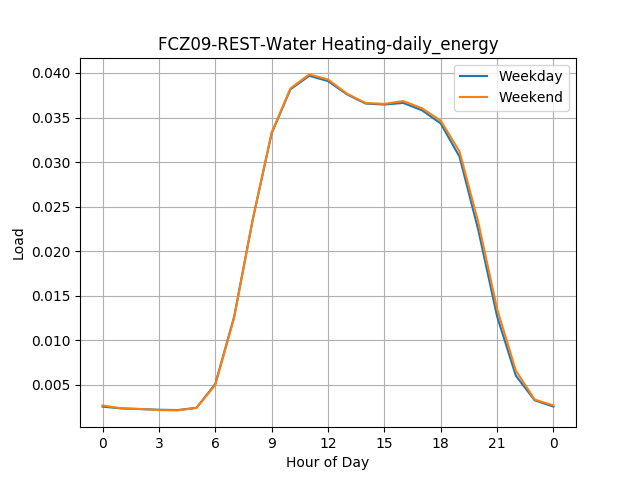 FCZ09-REST-Water Heating-daily_energy
Weekday
Weekend
0.040
0.035
0.030
0.025
0.020
0.015
0.010
0.005
Load
0 3 6 9 12 15 18 21 0
Hour of Day